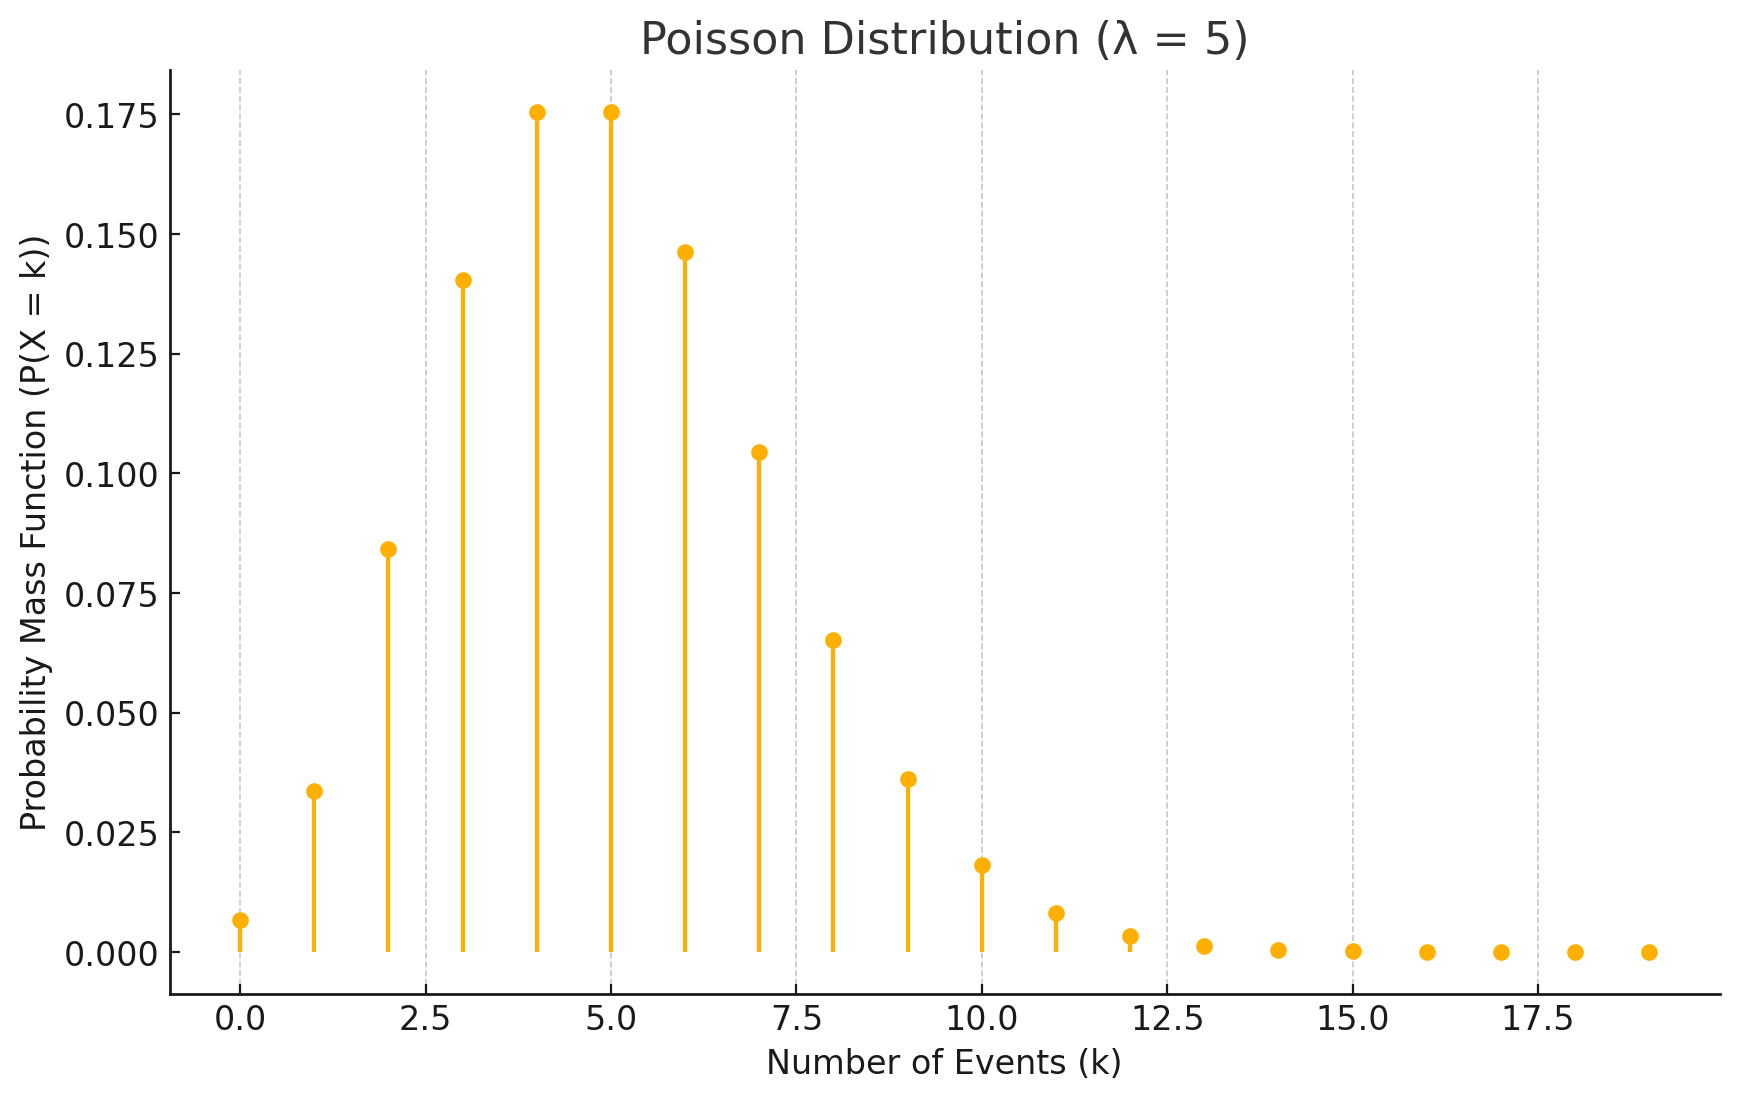 Poisson Distribution (λ = 5)
Probability Mass Function (P(X = k))
0.175
0.150
0.125
0.100
0.075
0.050
0.025
0.000
0.0 2.5 5.0 7.5 10.0 12.5 15.0 17.5
Number of Events (k)